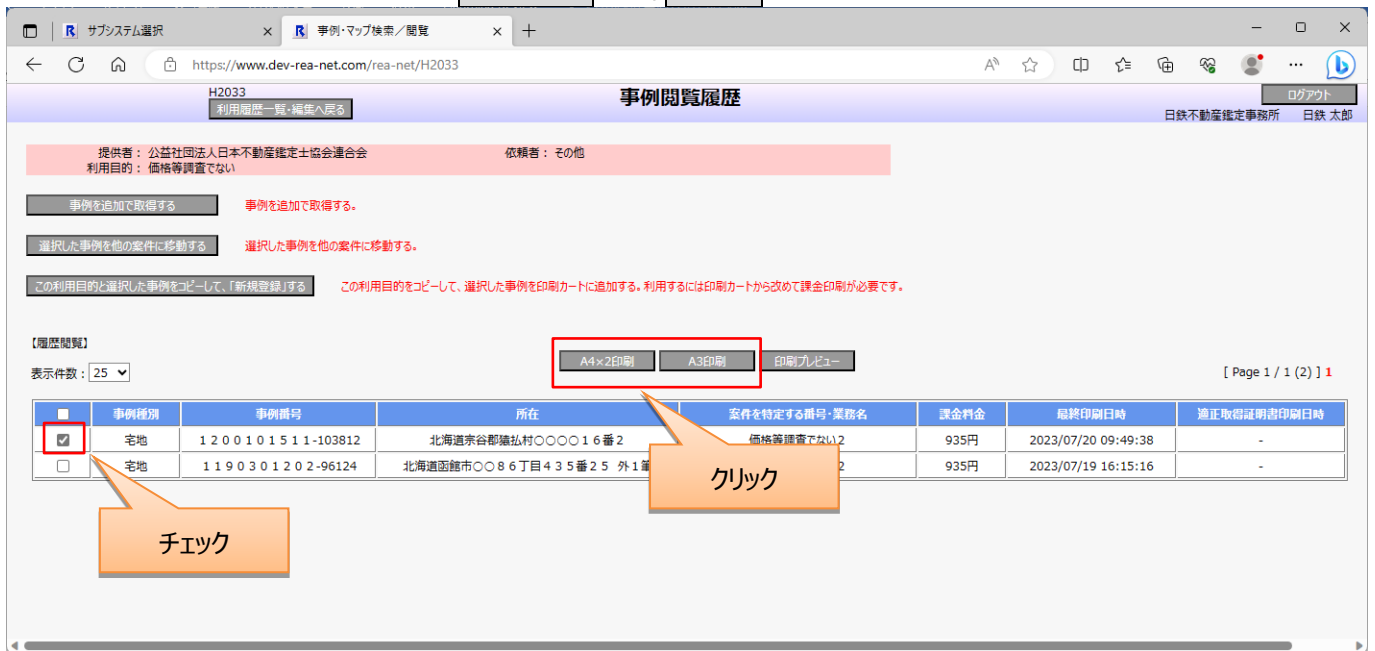 サブシステム選択
事例・マップ検索／閲覧
https://www.dev-rea-net.com/rea-net/H2033
H2033
利用履歴一覧・編集へ戻る
事例閲覧履歴
ログアウト
日鉄不動産鑑定事務所 日鉄 太郎
提供者： 公益社団法人日本不動産鑑定士協会連合会 依頼者： その他
利用目的： 価格等調査でない
事例を追加で取得する 事例を追加で取得する。
選択した事例を他の案件に移動する 選択した事例を他の案件に移動する。
この利用目的と選択した事例をコピーして、「新規登録」する この利用目的をコピーして、選択した事例を印刷カートに追加する。利用するには印刷カートから改めて課金印刷が必要です。
【履歴閲覧】
A4×2印刷 A3印刷 印刷プレビュー
表示件数： 25 [ Page 1 / 1 (2) ] 1
事例種別 事例番号 所在 案件を特定する番号・業務名 課金料金 最終印刷日時 適正取得証明書印刷日時
宅地 １２００１０１５１１-103812 北海道宗谷郡猿払村○○○○１６番２ 価格等調査でない2 935円 2023/07/20 09:49:38 -
宅地 １１９０３０１２０２-96124 北海道函館市○○８６丁目４３５番２５ 外１筆 2 935円 2023/07/19 16:15:16 -
クリック
チェック